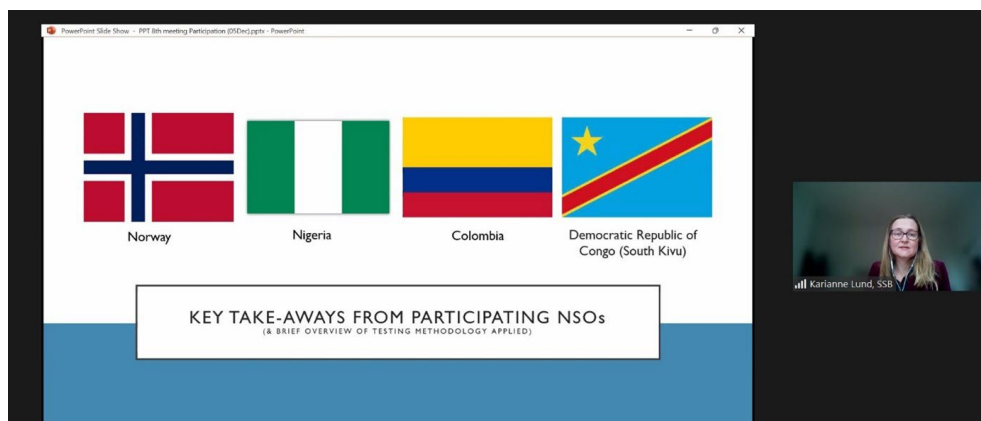 PowerPoint Slide Show - PPT 8th meeting Participation (05Dec).pptx - PowerPoint
Norway
Nigeria
Colombia
Democratic Republic of
Congo (South Kivu)
KEY TAKE-AWAYS FROM PARTICIPATING NSOs
(& BRIEF OVERVIEW OF TESTING METHODOLOGY APPLIED)
Karianne Lund, SSB